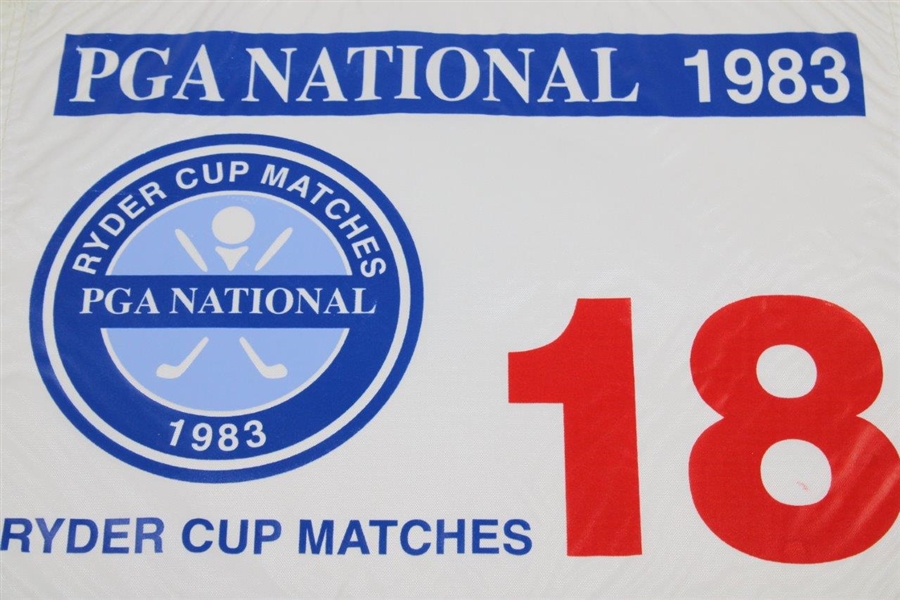 PGA NATIONAL 1983
RYDER CUP MATCHES
PGA NATIONAL
1983
18
RYDER CUP MATCHES